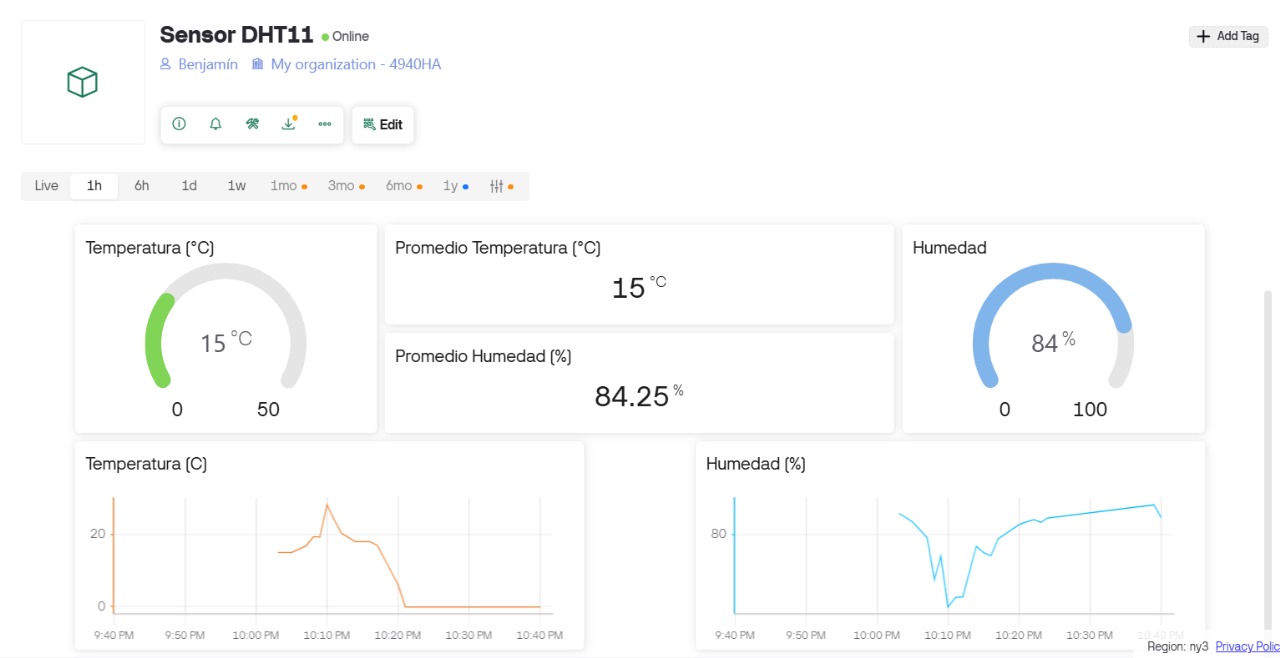 Sensor DHT11 Online
Add Tag
Benjamín My organization - 4940HA
Edit
Live 1h 6h 1d 1w 1mo 3mo 6mo 1y
Temperatura (°C)
15 °C
0 50
Promedio Temperatura (°C)
15 °C
Promedio Humedad (%)
84.25 %
Humedad
84 %
0 100
Temperatura (C)
20
0
9:40 PM 9:50 PM 10:00 PM 10:10 PM 10:20 PM 10:30 PM 10:40 PM
Humedad (%)
80
9:40 PM 9:50 PM 10:00 PM 10:10 PM 10:20 PM 10:30 PM 10:40 PM
Region: ny3 Privacy Polic